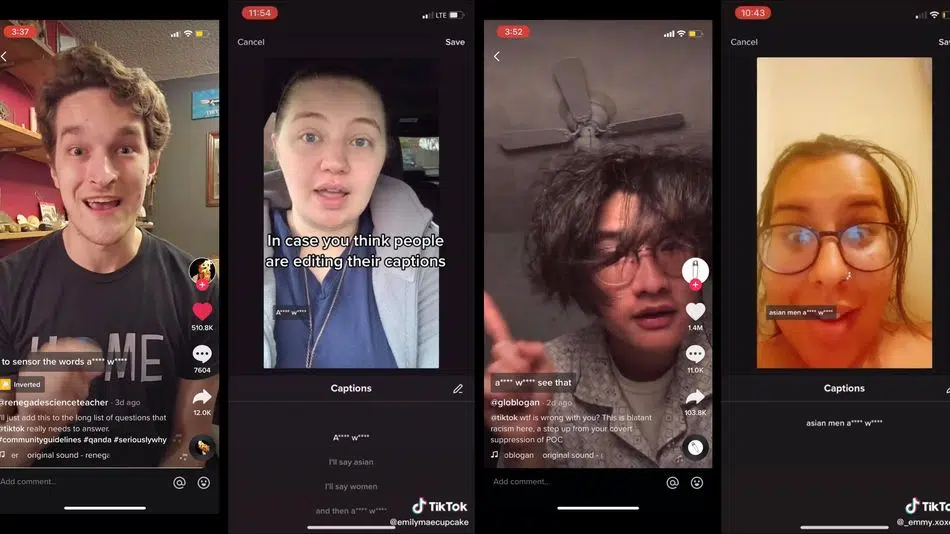 3:37
to sensor the words a**** w****
Inverted
510.8K
7604
12.0K
@renegadescienceteacher · 3d ago
I'll just add this to the long list of questions that
@tiktok really needs to answer.
#communityguidelines #qanda #seriouslywhy
original sound - renega
Add comment...
11:54
LTE
Cancel
Save
In case you think people
are editing their captions
A**** w****
Captions
A**** w****
I'll say asian
I'll say women
and then a**** w****
TikTok
@emilymaecupcake
3:52
1.4M
11.0K
103.8K
a**** w**** see that
@globlogan · 2d ago
@tiktok wtf is wrong with you? This is blatant
racism here, a step up from your covert
suppression of POC
oblogan original sound -
Add comment...
10:43
Cancel
Sav
asian men a**** w****
Captions
asian men a**** w****
TikTo
@_emmy.xoxo